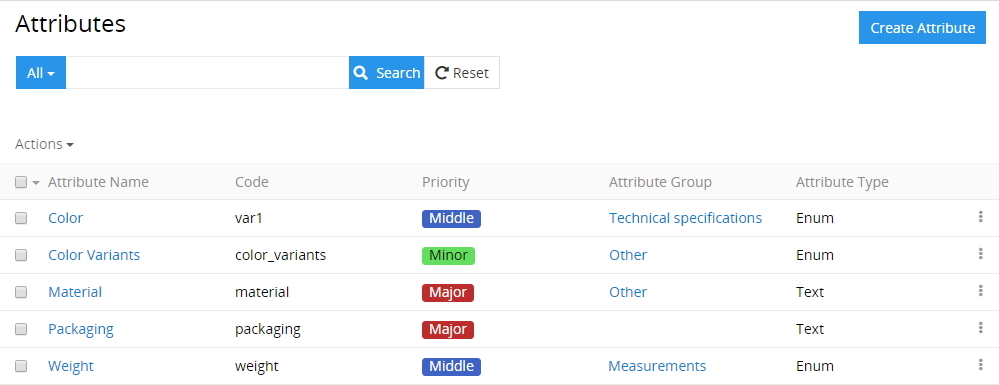 Attributes
Create Attribute
All
Search Reset
Actions
Attribute Name Code Priority Attribute Group Attribute Type
Color var1 Middle Technical specifications Enum
Color Variants color_variants Minor Other Enum
Material material Major Other Text
Packaging packaging Major Text
Weight weight Middle Measurements Enum